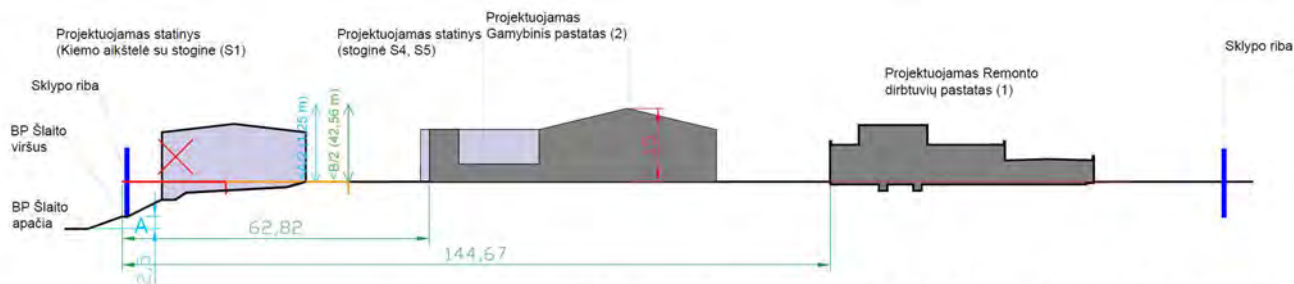 Projektuojamas statinys
(Kiemo aikštelė su stogine (S1)
Projektuojamas statinys
(stoginė S4, S5)
Projektuojamas
Gamybinis pastatas (2)
Sklypo riba
Projektuojamas Remonto
dirbtuvių pastatas (1)
Sklypo riba
BP Šlaito
viršus
BP Šlaito
apačia
<B/2 (42,56 m)
A
62,82
144,67
2,5